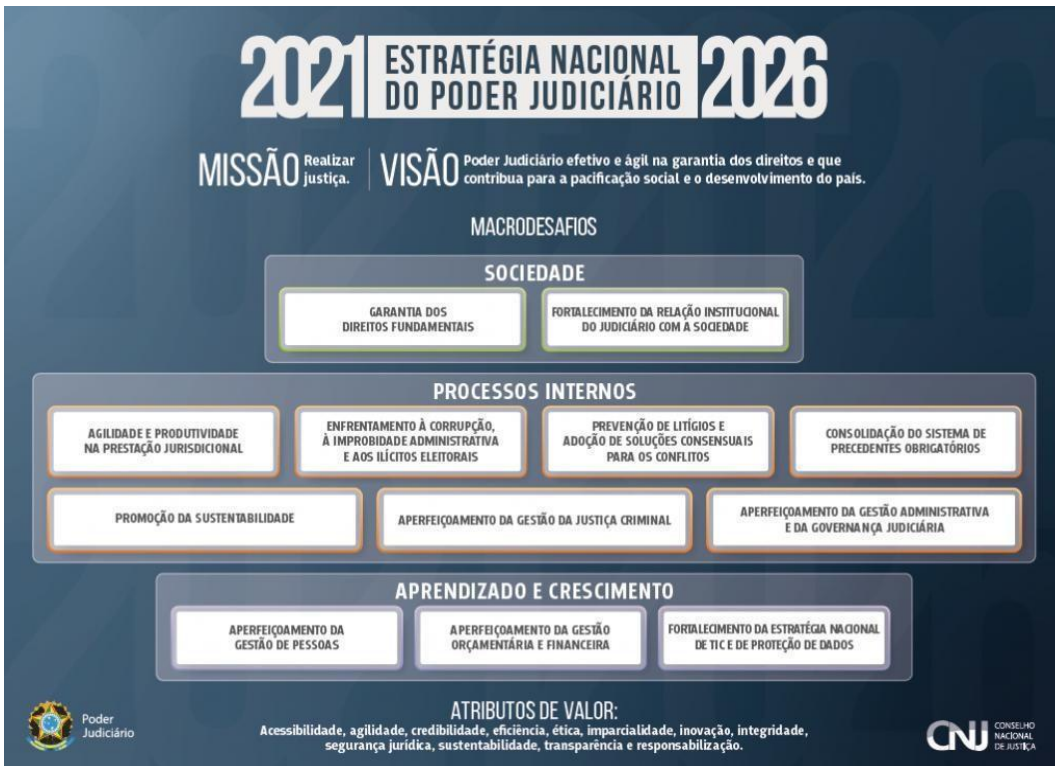 2021 ESTRATÉGIA NACIONAL DO PODER JUDICIÁRIO 2026
MISSÃO Realizar justiça.
VISÃO Poder Judiciário efetivo e ágil na garantia dos direitos e que
contribua para a pacificação social e o desenvolvimento do país.
MACRODESAFIOS
SOCIEDADE
GARANTIA DOS
DIREITOS FUNDAMENTAIS
FORTALECIMENTO DA RELAÇÃO INSTITUCIONAL
DO JUDICIÁRIO COM A SOCIEDADE
PROCESSOS INTERNOS
AGILIDADE E PRODUTIVIDADE
NA PRESTAÇÃO JURISDICIONAL
ENFRENTAMENTO À CORRUPÇÃO,
À IMPROBIDADE ADMINISTRATIVA
E AOS ILÍCITOS ELEITORAIS
PREVENÇÃO DE LITÍGIOS E
ADOÇÃO DE SOLUÇÕES CONSENSUAIS
PARA OS CONFLITOS
CONSOLIDAÇÃO DO SISTEMA DE
PRECEDENTES OBRIGATÓRIOS
PROMOÇÃO DA SUSTENTABILIDADE
APERFEIÇOAMENTO DA GESTÃO DA JUSTIÇA CRIMINAL
APERFEIÇOAMENTO DA GESTÃO ADMINISTRATIVA
E DA GOVERNANÇA JUDICIÁRIA
APRENDIZADO E CRESCIMENTO
APERFEIÇOAMENTO DA
GESTÃO DE PESSOAS
APERFEIÇOAMENTO DA GESTÃO
ORÇAMENTÁRIA E FINANCEIRA
FORTALECIMENTO DA ESTRATÉGIA NACIONAL
DE TIC E DE PROTEÇÃO DE DADOS
ATRIBUTOS DE VALOR:
Acessibilidade, agilidade, credibilidade, eficiência, ética, imparcialidade, inovação, integridade,
segurança jurídica, sustentabilidade, transparência e responsabilização.
Poder
Judiciário
CNJ
CONSELHO
NACIONAL
DE JUSTIÇA